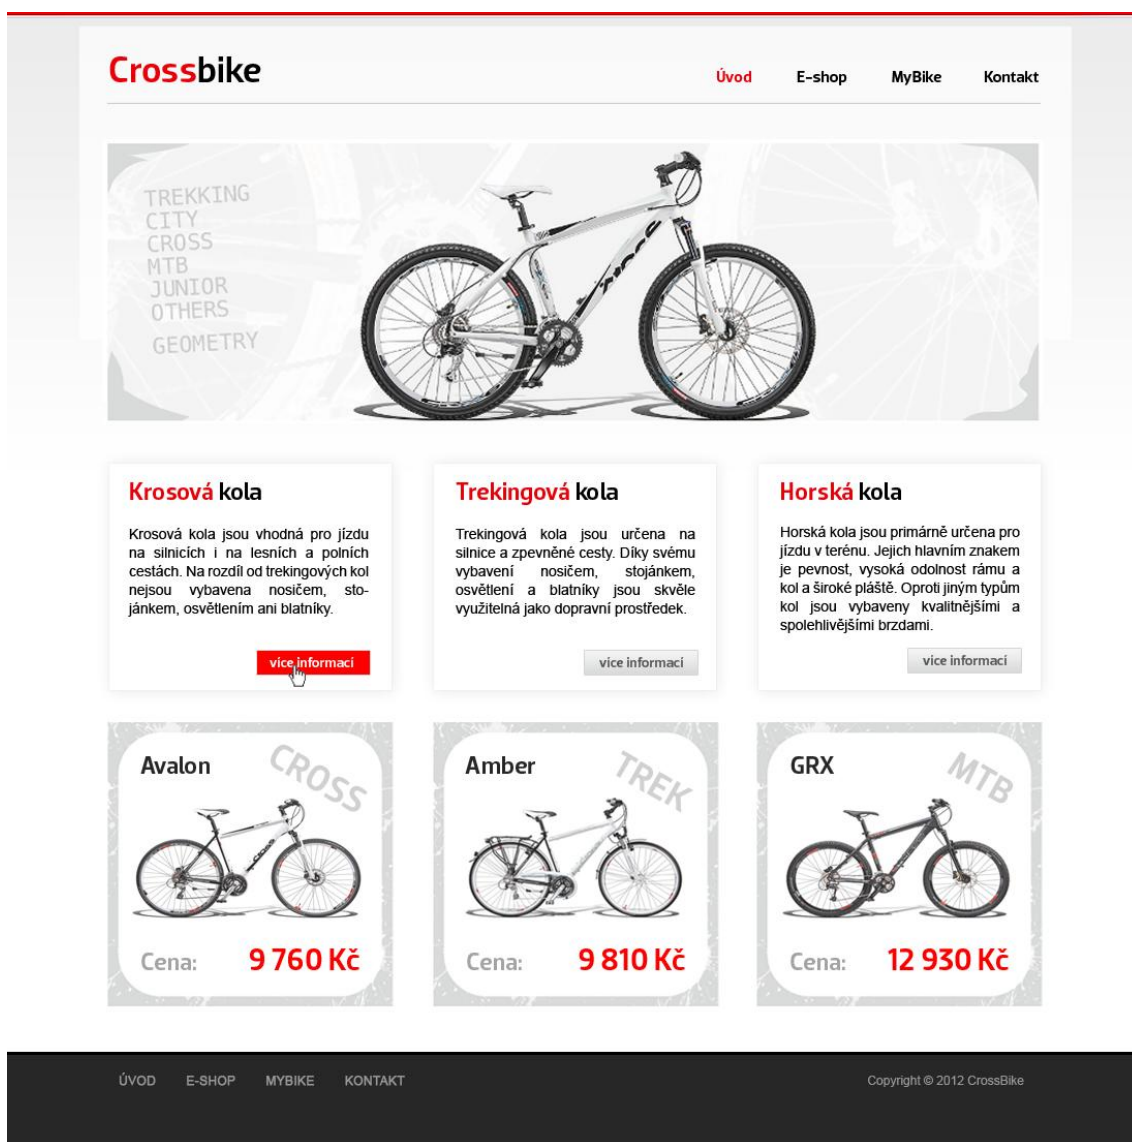 Crossbike
Úvod E-shop MyBike Kontakt
TREKKING
CITY
CROSS
MTB
JUNIOR
OTHERS
GEOMETRY
CROSS
Krosová kola
Krosová kola jsou vhodná pro jízdu
na silnicích i na lesních a polních
cestách. Na rozdíl od trekingových kol
nejsou vybavena nosičem, sto-
jánkem, osvětlením ani blatníky.
více informací
Trekingová kola
Trekingová kola jsou určena na
silnice a zpevněné cesty. Díky svému
vybavení nosičem, stojánkem,
osvětlení a blatníky jsou skvěle
využitelná jako dopravní prostředek.
více informací
Horská kola
Horská kola jsou primárně určena pro
jízdu v terénu. Jejich hlavním znakem
je pevnost, vysoká odolnost rámu a
kol a široké pláště. Oproti jiným typům
kol jsou vybaveny kvalitnějšími a
spolehlivějšími brzdami.
více informací
Avalon
CROSS
Cena: 9 760 Kč
Amber
TREK
Cena: 9 810 Kč
GRX
MTB
Cena: 12 930 Kč
ÚVOD E-SHOP MYBIKE KONTAKT
Copyright © 2012 CrossBike